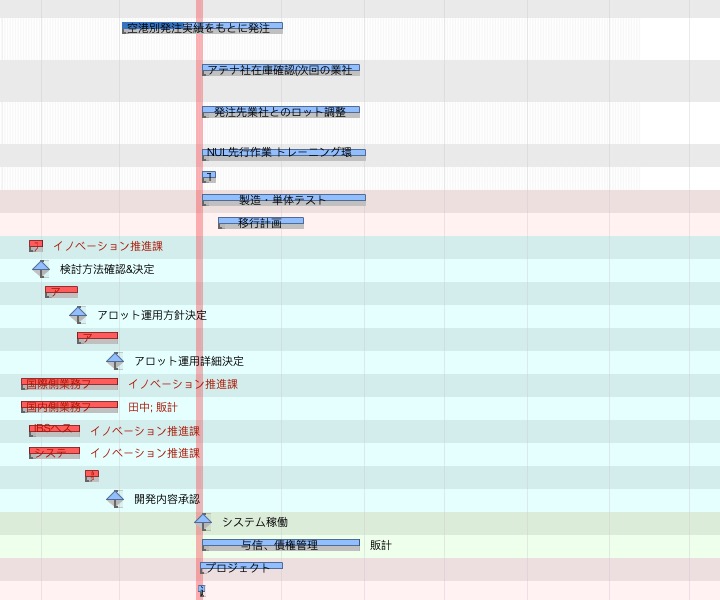 空港別発注実績をもとに発注
アテナ社在庫確認(次回の業社
発注先業社とのロット調整
NUL先行作業 トレーニング環
製造・単体テスト
移行計画
イノベーション推進課
検討方法確認&決定
ア
アロット運用方針決定
ア
アロット運用詳細決定
国際側業務フ イノベーション推進課
国内側業務フ 田中; 販計
IRSへス イノベーション推進課
システ イノベーション推進課
開発内容承認
システム稼働
与信、債権管理 販計
プロジェクト